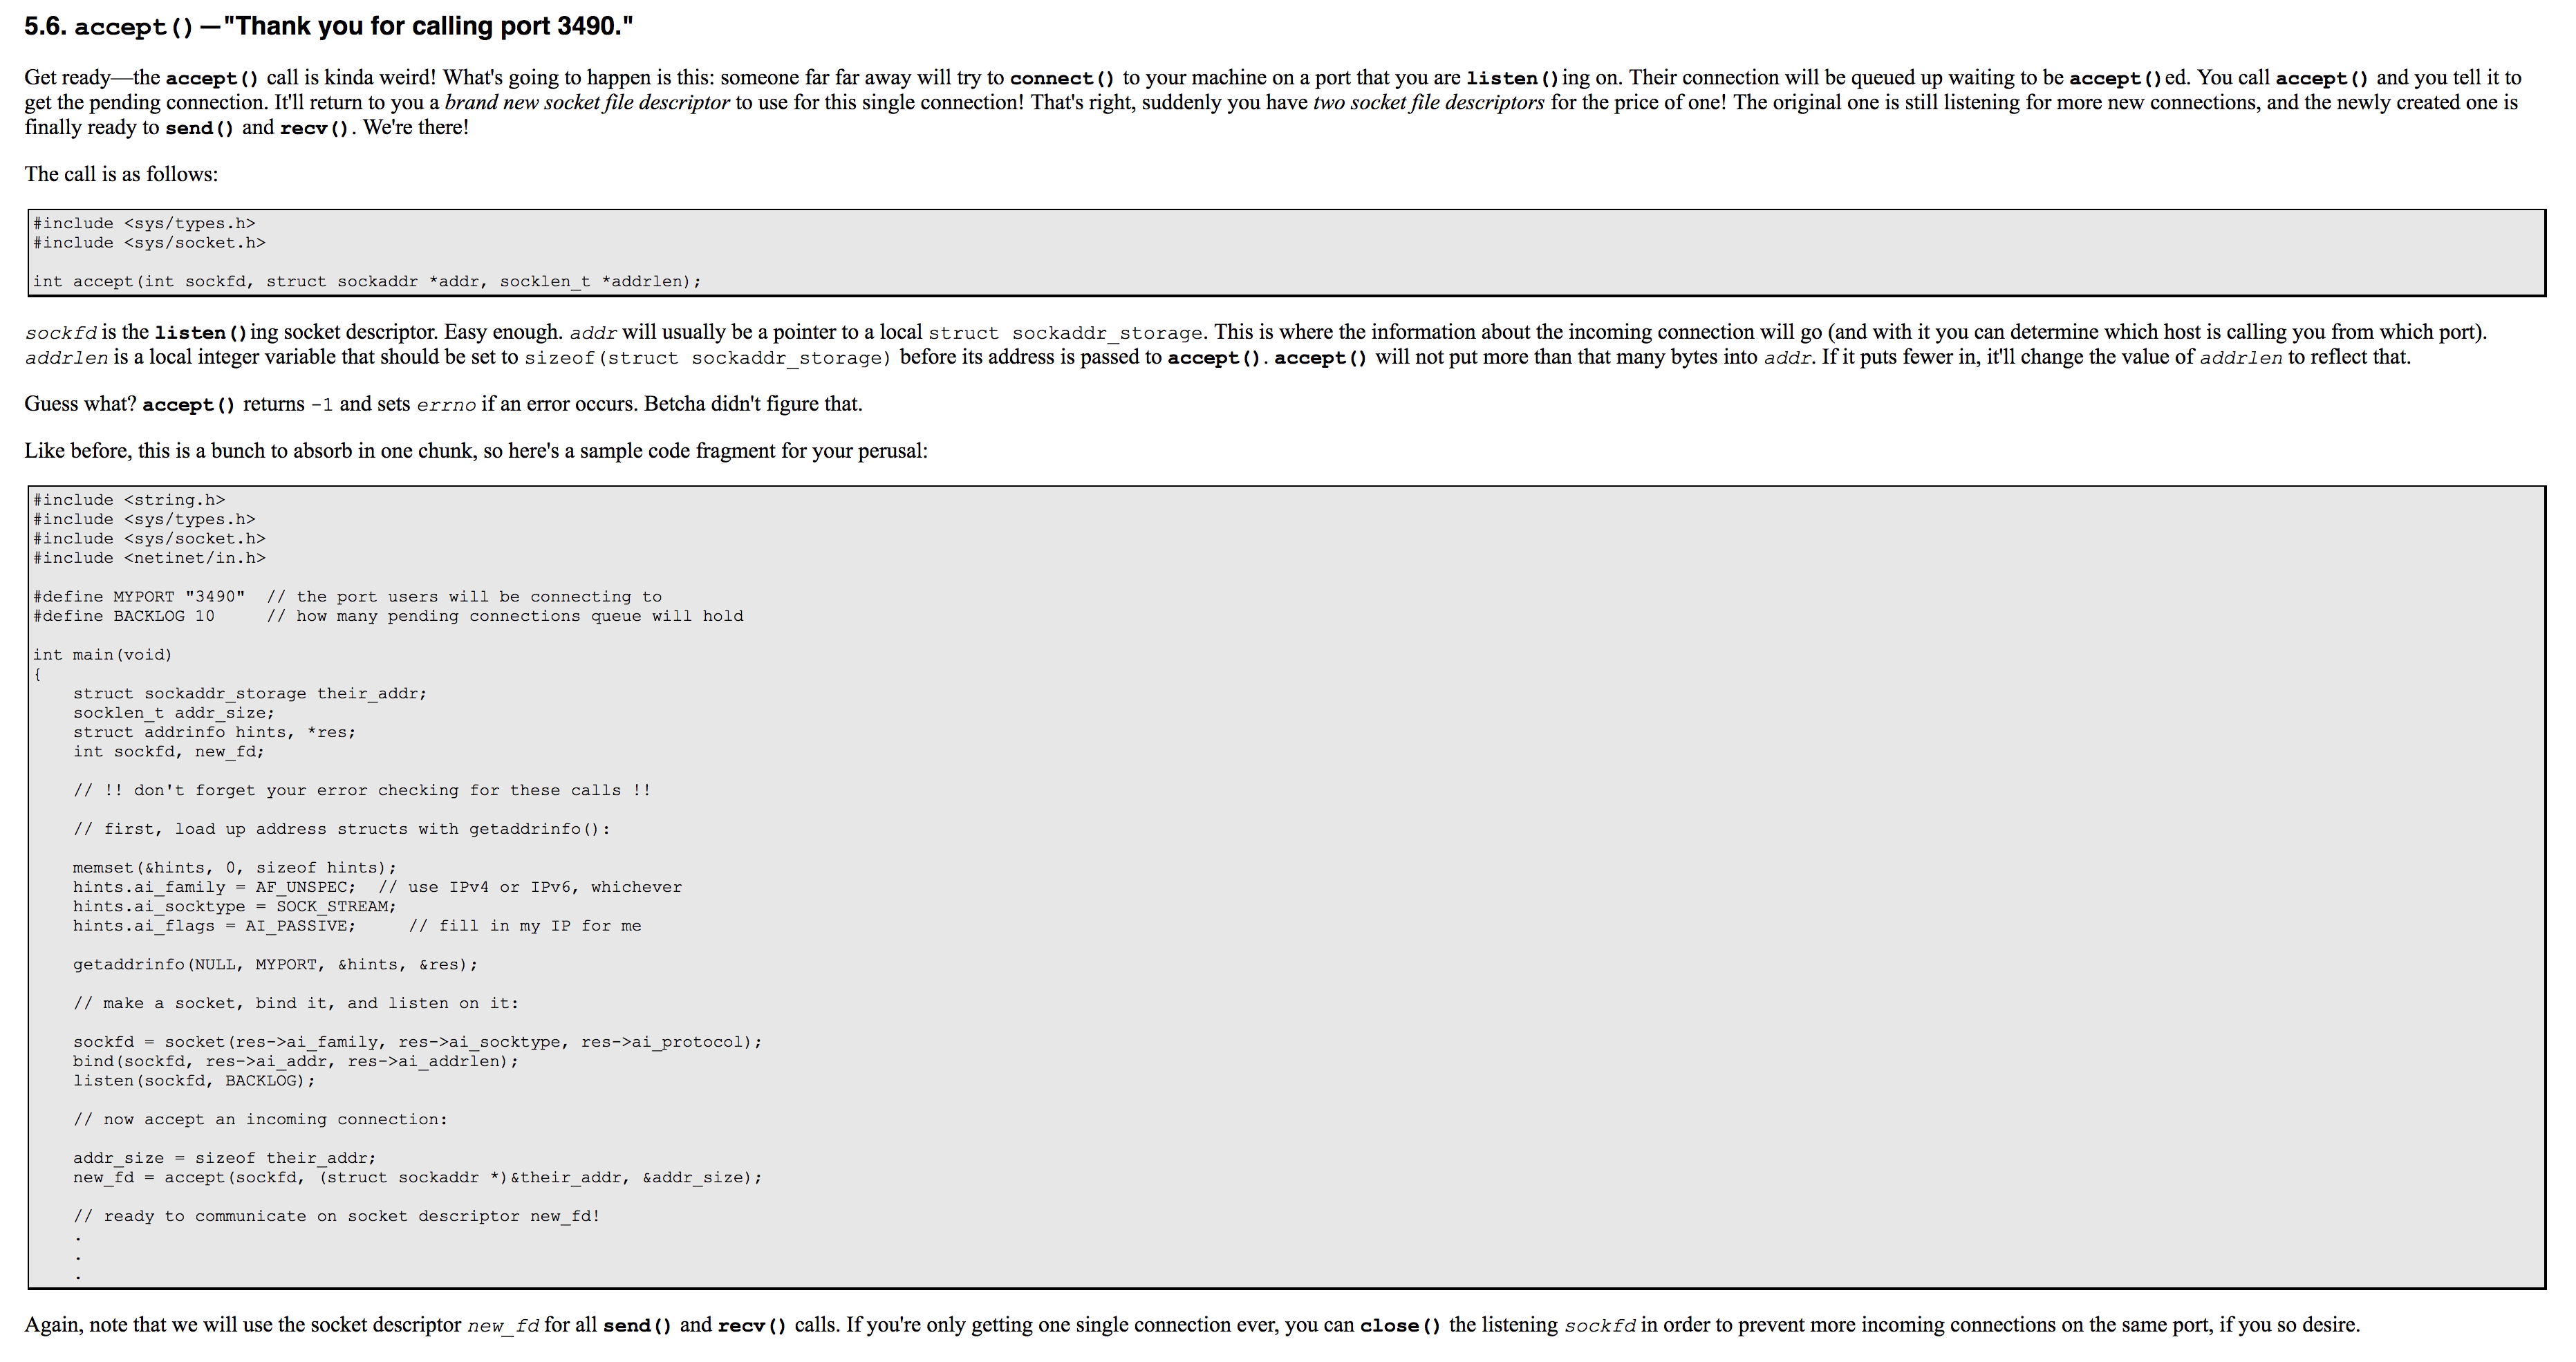 5.6. accept()—"Thank you for calling port 3490."
Get ready—the accept() call is kinda weird! What's going to happen is this: someone far far away will try to connect() to your machine on a port that you are listen()ing on. Their connection will be queued up waiting to be accept()ed. You call accept() and you tell it to
get the pending connection. It'll return to you a brand new socket file descriptor to use for this single connection! That's right, suddenly you have two socket file descriptors for the price of one! The original one is still listening for more new connections, and the newly created one is
finally ready to send() and recv(). We're there!
The call is as follows:
#include <sys/types.h>
#include <sys/socket.h>
int accept(int sockfd, struct sockaddr *addr, socklen_t *addrlen);
sockfd is the listen()ing socket descriptor. Easy enough. addr will usually be a pointer to a local struct sockaddr_storage. This is where the information about the incoming connection will go (and with it you can determine which host is calling you from which port).
addrlen is a local integer variable that should be set to sizeof(struct sockaddr_storage) before its address is passed to accept(). accept() will not put more than that many bytes into addr. If it puts fewer in, it'll change the value of addrlen to reflect that.
Guess what? accept() returns -1 and sets errno if an error occurs. Betcha didn't figure that.
Like before, this is a bunch to absorb in one chunk, so here's a sample code fragment for your perusal:
#include <string.h>
#include <sys/types.h>
#include <sys/socket.h>
#include <netinet/in.h>
#define MYPORT "3490"  // the port users will be connecting to
#define BACKLOG 10     // how many pending connections queue will hold
int main(void)
{
    struct sockaddr_storage their_addr;
    socklen_t addr_size;
    struct addrinfo hints, *res;
    int sockfd, new_fd;
    // !! don't forget your error checking for these calls !!
    // first, load up address structs with getaddrinfo():
    memset(&hints, 0, sizeof hints);
    hints.ai_family = AF_UNSPEC;  // use IPv4 or IPv6, whichever
    hints.ai_socktype = SOCK_STREAM;
    hints.ai_flags = AI_PASSIVE;     // fill in my IP for me
    getaddrinfo(NULL, MYPORT, &hints, &res);
    // make a socket, bind it, and listen on it:
    sockfd = socket(res->ai_family, res->ai_socktype, res->ai_protocol);
    bind(sockfd, res->ai_addr, res->ai_addrlen);
    listen(sockfd, BACKLOG);
    // now accept an incoming connection:
    addr_size = sizeof their_addr;
    new_fd = accept(sockfd, (struct sockaddr *)&their_addr, &addr_size);
    // ready to communicate on socket descriptor new_fd!
    .
    .
    .
Again, note that we will use the socket descriptor new_fd for all send() and recv() calls. If you're only getting one single connection ever, you can close() the listening sockfd in order to prevent more incoming connections on the same port, if you so desire.